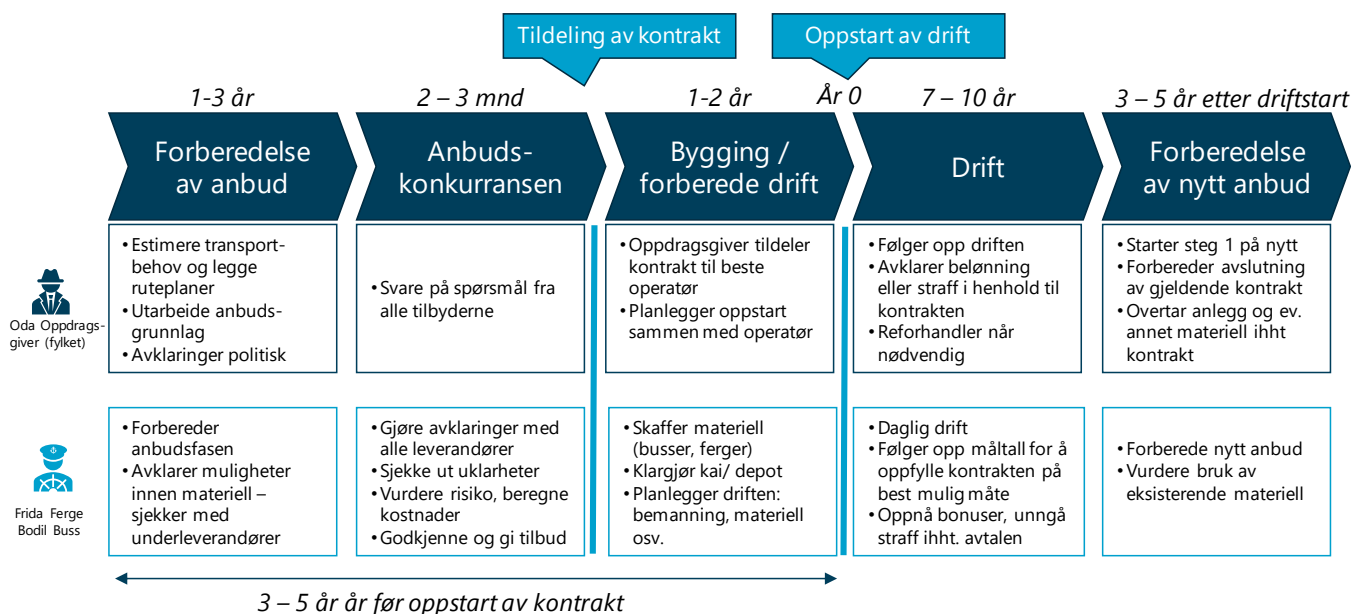 Tildeling av kontrakt
Oppstart av drift
1-3 år
2 – 3 mnd
1-2 år
År 0
7 – 10 år
3 – 5 år etter driftstart
Forberedelse
av anbud
Anbuds-
konkurransen
Bygging /
forberede drift
Drift
Forberedelse
av nytt anbud
Oda Oppdrags-
giver (fylket)
• Estimere transport-
behov og legge
ruteplaner
• Utarbeide anbuds-
grunnlag
• Avklaringer politisk
• Svare på spørsmål fra
alle tilbyderne
• Oppdragsgiver tildeler
kontrakt til beste
operatør
• Planlegger oppstart
sammen med operatør
• Følger opp driften
• Avklarer belønning
eller straff i henhold til
kontrakten
• Reforhandler når
nødvendig
• Starter steg 1 på nytt
• Forbereder avslutning
av gjeldende kontrakt
• Overtar anlegg og ev.
annet materiell ihht
kontrakt
Frida Ferge
Bodil Buss
• Forbereder
anbudsfasen
• Avklarer muligheter
innen materiell –
sjekker med
underleverandører
• Gjøre avklaringer med
alle leverandører
• Sjekke ut uklarheter
• Vurdere risiko, beregne
kostnader
• Godkjenne og gi tilbud
• Skaffer materiell
(busser, ferger)
• Klargjør kai/ depot
• Planlegger driften:
bemanning, materiell
osv.
• Daglig drift
• Følger opp måltall for å
oppfylle kontrakten på
best mulig måte
• Oppnå bonuser, unngå
straff ihht. avtalen
• Forberede nytt anbud
• Vurdere bruk av
eksisterende materiell
3 – 5 år år før oppstart av kontrakt